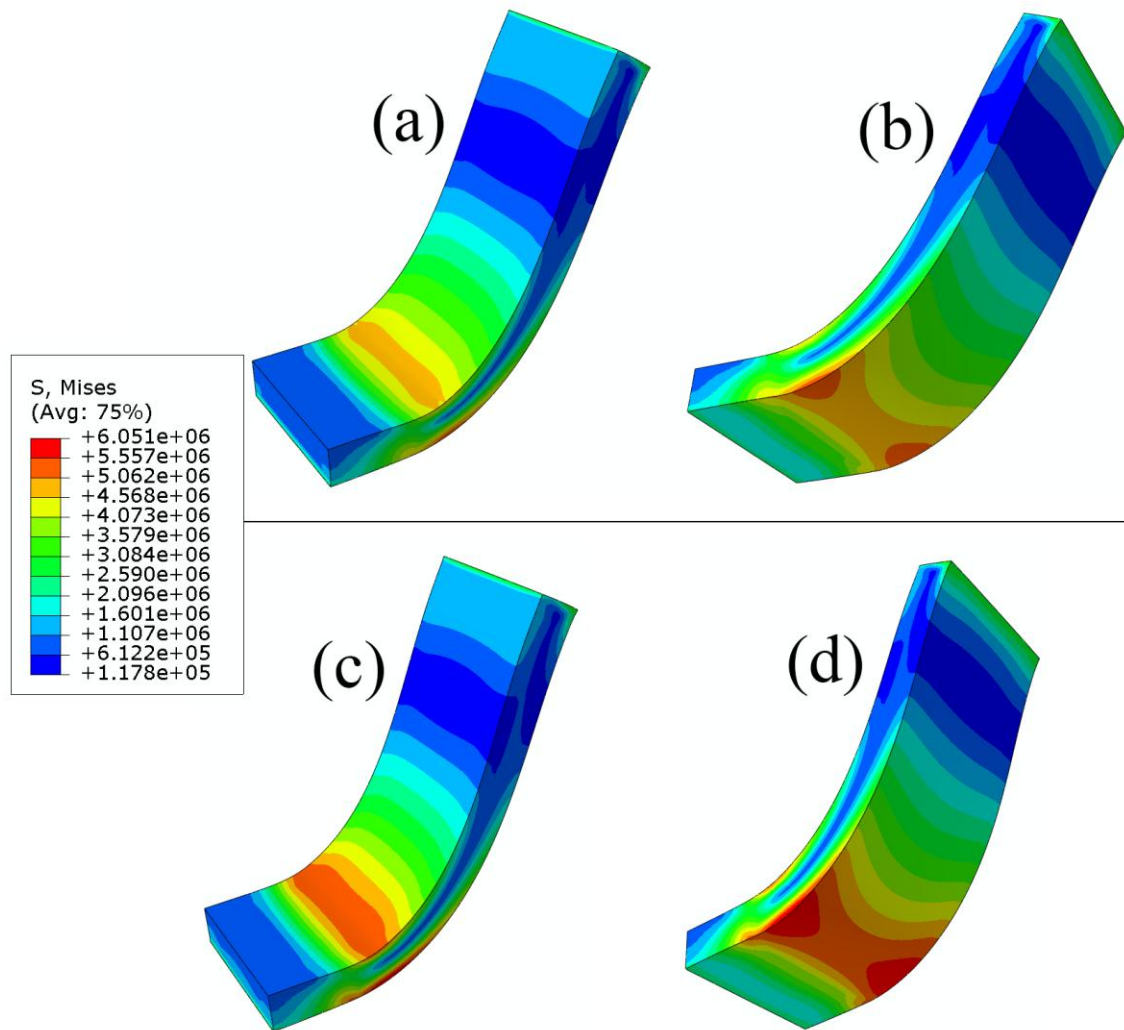 (a)
(b)
S, Mises
(Avg: 75%)
+6.051e+06
+5.557e+06
+5.062e+06
+4.568e+06
+4.073e+06
+3.579e+06
+3.084e+06
+2.590e+06
+2.096e+06
+1.601e+06
+1.107e+06
+6.122e+05
+1.178e+05
(c)
(d)